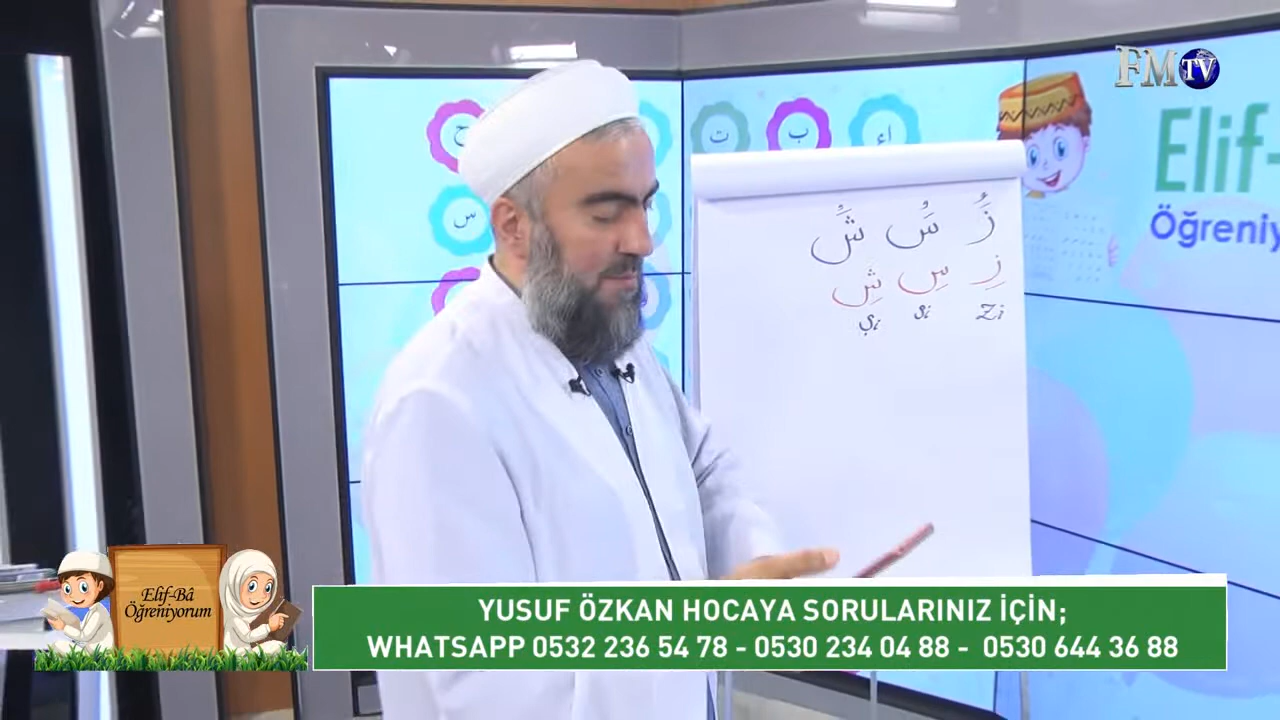 FM TV
ح
ت
ب
اء
س
Elif-
Öğreniy
زُ سُ شُ
زِ سِ شِ
Zi si Şi
Elif-Bâ
Öğreniyorum
YUSUF ÖZKAN HOCAYA SORULARINIZ İÇİN;
WHATSAPP 0532 236 54 78 - 0530 234 04 88 - 0530 644 36 88